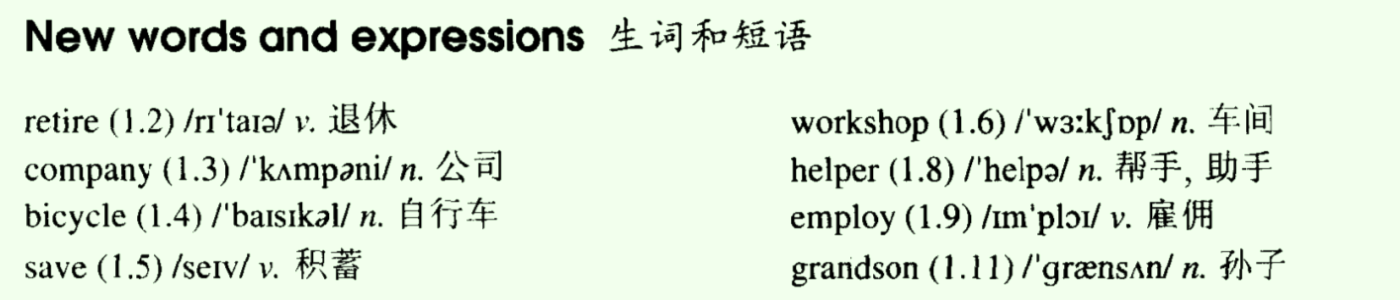 New words and expressions 生词和短语
retire (1.2) /rɪˈtaɪə/ v. 退休
company (1.3) /ˈkʌmpəni/ n. 公司
bicycle (1.4) /ˈbaɪsɪkəl/ n. 自行车
save (1.5) /seɪv/ v. 积蓄
workshop (1.6) /ˈwɜːkʃɒp/ n. 车间
helper (1.8) /ˈhelpə/ n. 帮手, 助手
employ (1.9) /ɪmˈplɔɪ/ v. 雇佣
grandson (1.11) /ˈɡrænsʌn/ n. 孙子